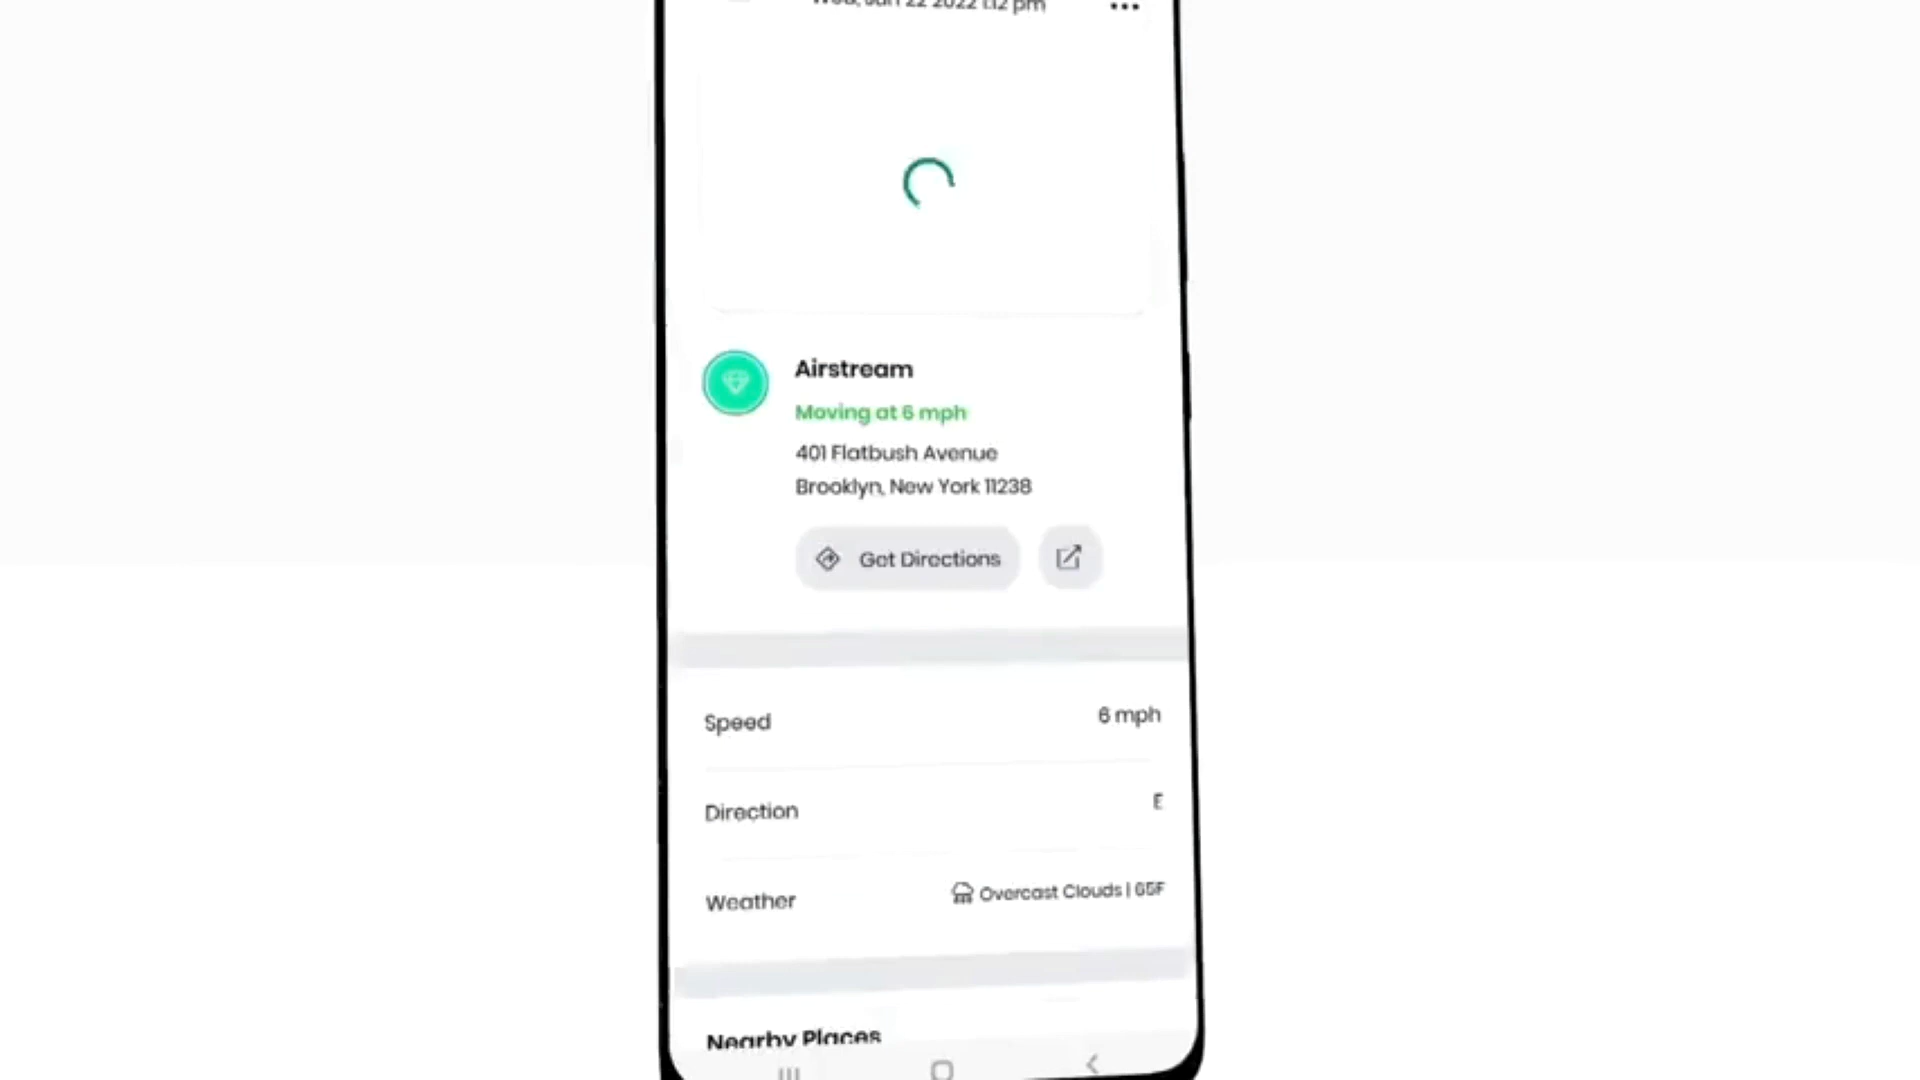 Wed, Jun 22 2022 1:12 pm
Airstream
Moving at 6 mph
401 Flatbush Avenue
Brooklyn, New York 11238
Get Directions
Speed 6 mph
Direction E
Weather Overcast Clouds | 65F
Nearby Places